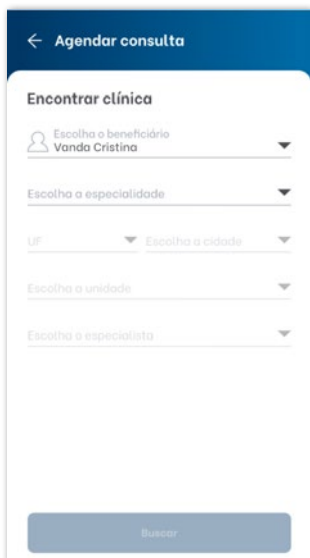 Agendar consulta
Encontrar clínica
Escolha o beneficiário
Vanda Cristina
Escolha a especialidade
UF Escolha a cidade
Escolha a unidade
Escolha o especialista
Buscar